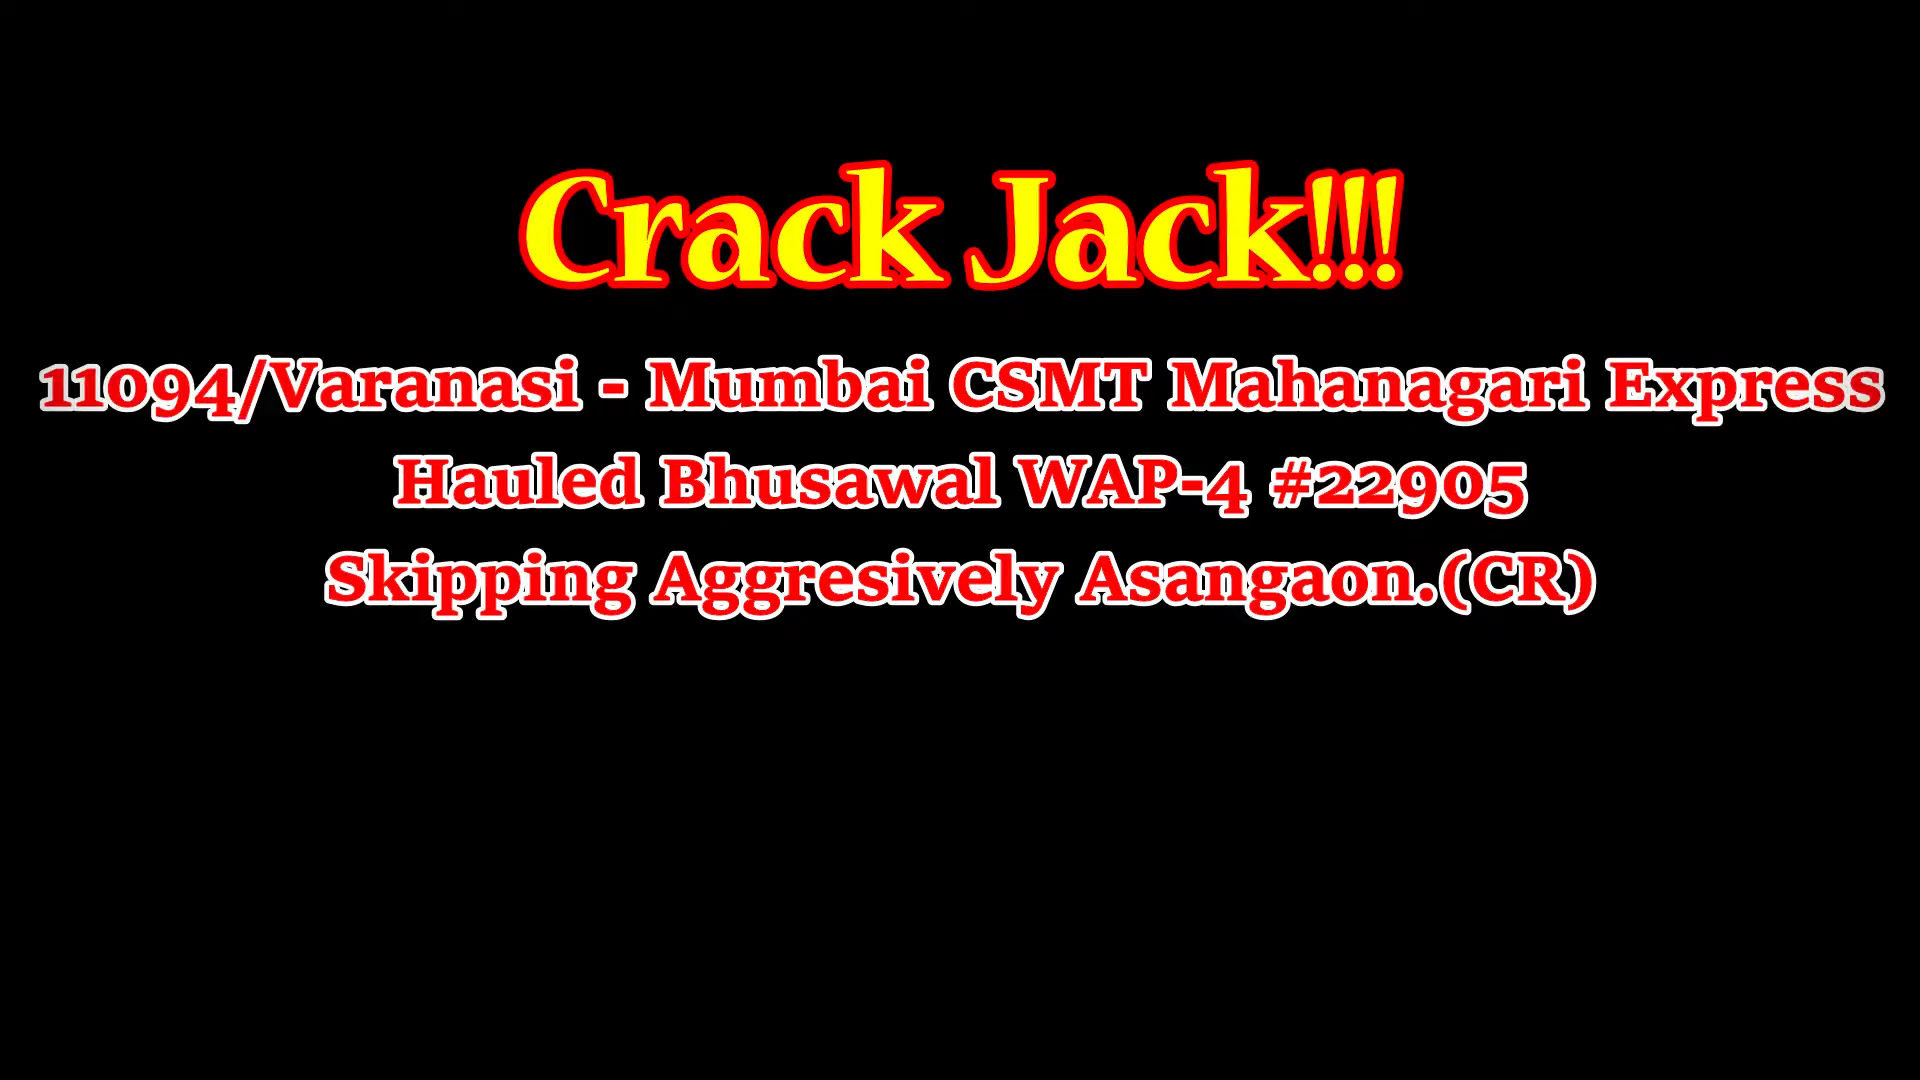 Crack Jack!!!
11094/Varanasi - Mumbai CSMT Mahanagari Express
Hauled Bhusawal WAP-4 #22905
Skipping Aggresively Asangaon.(CR)